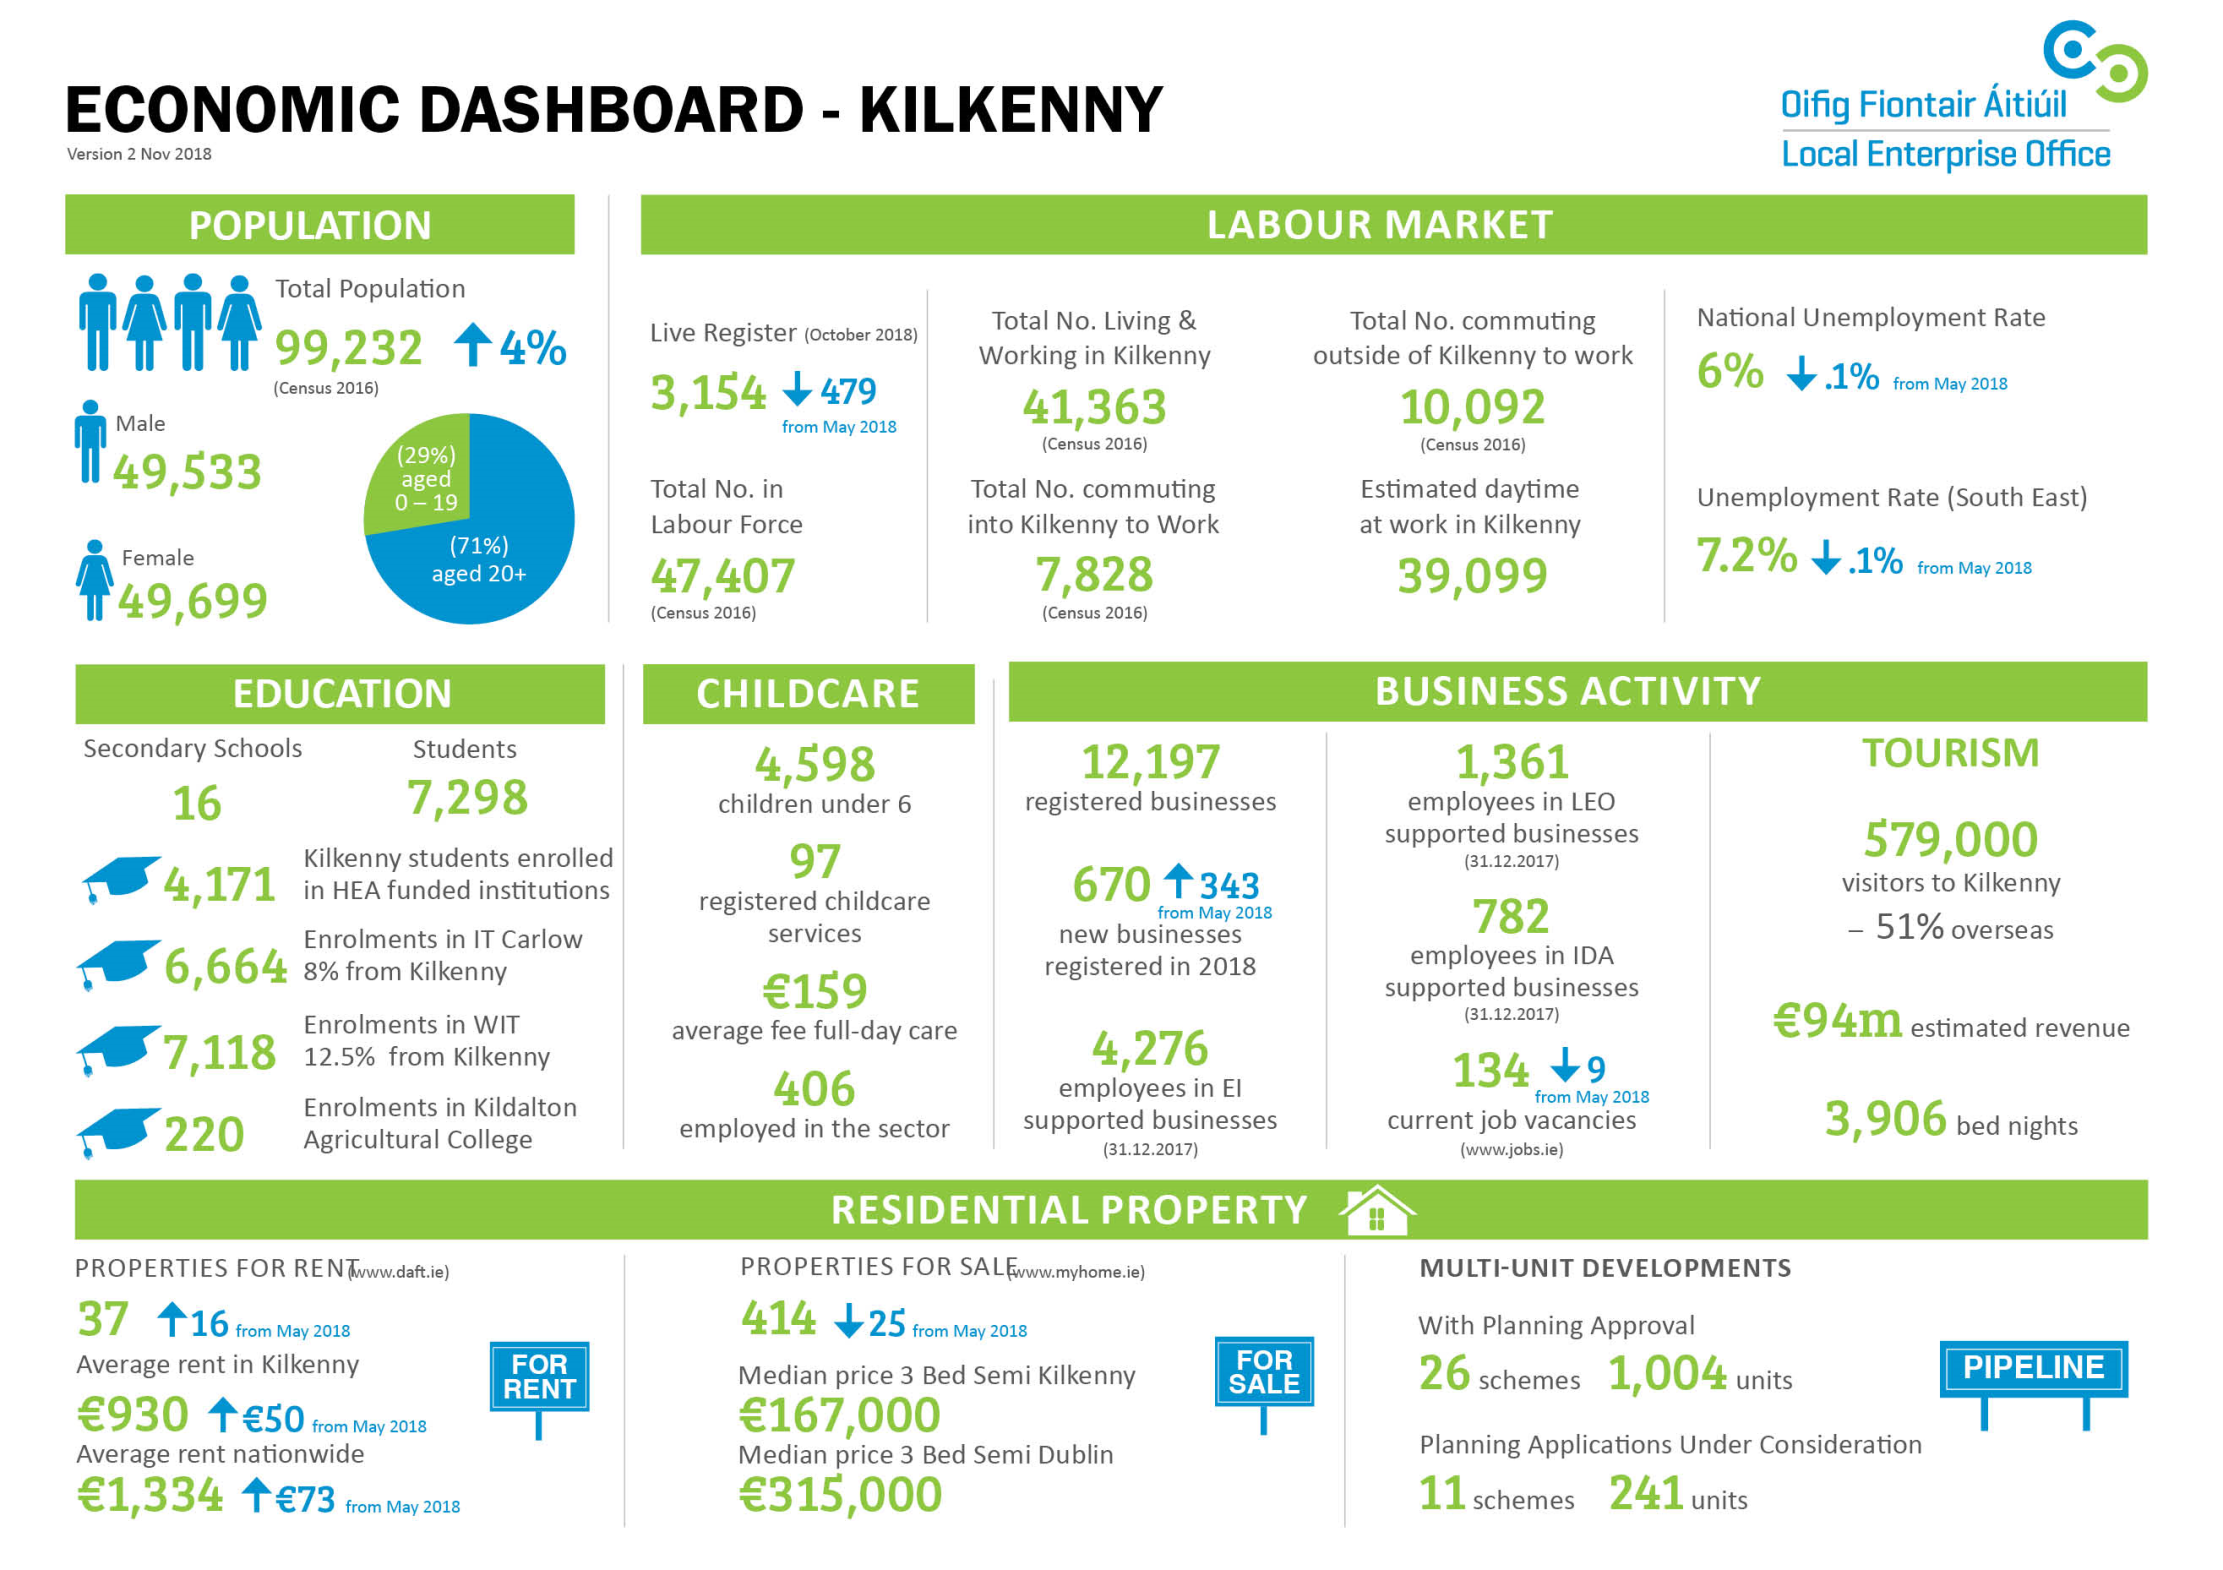 ECONOMIC DASHBOARD - KILKENNY
Version 2 Nov 2018
Oifig Fiontair Áitiúil
Local Enterprise Office
POPULATION
Total Population
99,232 4%
(Census 2016)
Male
49,533
Female
49,699
(29%)
aged
0 – 19
(71%)
aged 20+
LABOUR MARKET
Live Register (October 2018)
3,154 479
from May 2018
Total No. in
Labour Force
47,407
(Census 2016)
Total No. Living &
Working in Kilkenny
41,363
(Census 2016)
Total No. commuting
into Kilkenny to Work
7,828
(Census 2016)
Total No. commuting
outside of Kilkenny to work
10,092
(Census 2016)
Estimated daytime
at work in Kilkenny
39,099
National Unemployment Rate
6% .1% from May 2018
Unemployment Rate (South East)
7.2% .1% from May 2018
EDUCATION
Secondary Schools
16
Students
7,298
4,171
Kilkenny students enrolled
in HEA funded institutions
6,664
Enrolments in IT Carlow
8% from Kilkenny
7,118
Enrolments in WIT
12.5% from Kilkenny
220
Enrolments in Kildalton
Agricultural College
CHILDCARE
4,598
children under 6
97
registered childcare
services
€159
average fee full-day care
406
employed in the sector
BUSINESS ACTIVITY
12,197
registered businesses
670 343
from May 2018
new businesses
registered in 2018
4,276
employees in EI
supported businesses
(31.12.2017)
1,361
employees in LEO
supported businesses
(31.12.2017)
782
employees in IDA
supported businesses
(31.12.2017)
134 9
from May 2018
current job vacancies
(www.jobs.ie)
TOURISM
579,000
visitors to Kilkenny
– 51% overseas
€94m estimated revenue
3,906 bed nights
RESIDENTIAL PROPERTY
PROPERTIES FOR RENT (www.daft.ie)
37 16 from May 2018
Average rent in Kilkenny
€930 €50 from May 2018
Average rent nationwide
€1,334 €73 from May 2018
FOR
RENT
PROPERTIES FOR SALE (www.myhome.ie)
414 25 from May 2018
Median price 3 Bed Semi Kilkenny
€167,000
Median price 3 Bed Semi Dublin
€315,000
FOR
SALE
MULTI-UNIT DEVELOPMENTS
With Planning Approval
26 schemes 1,004 units
Planning Applications Under Consideration
11 schemes 241 units
PIPELINE